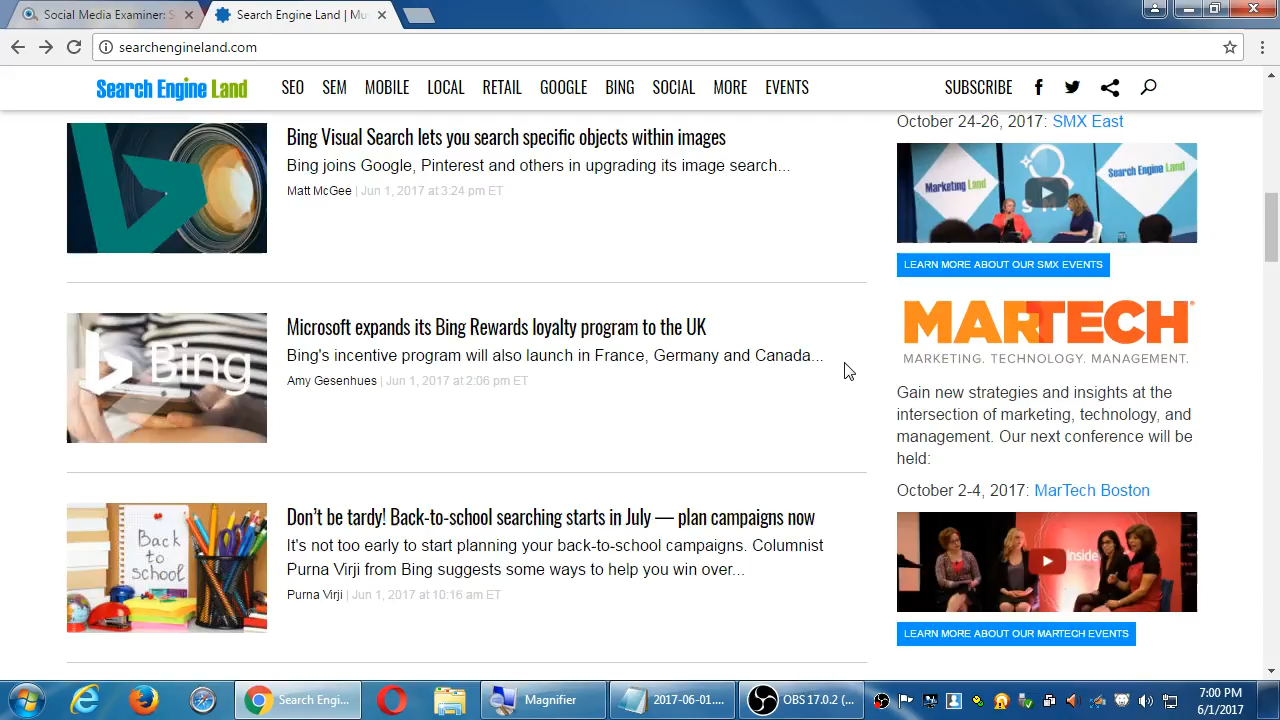 Social Media Examiner: S
Search Engine Land | Mu
searchengineland.com
Search Engine Land
SEO SEM MOBILE LOCAL RETAIL GOOGLE BING SOCIAL MORE EVENTS
SUBSCRIBE
Bing Visual Search lets you search specific objects within images
Bing joins Google, Pinterest and others in upgrading its image search...
Matt McGee | Jun 1, 2017 at 3:24 pm ET
Bing
Microsoft expands its Bing Rewards loyalty program to the UK
Bing's incentive program will also launch in France, Germany and Canada...
Amy Gesenhues | Jun 1, 2017 at 2:06 pm ET
Back
to
school
Don't be tardy! Back-to-school searching starts in July — plan campaigns now
It's not too early to start planning your back-to-school campaigns. Columnist
Purna Virji from Bing suggests some ways to help you win over...
Purna Virji | Jun 1, 2017 at 10:16 am ET
October 24-26, 2017: SMX East
Marketing Land
Search Engine Land
SM
LEARN MORE ABOUT OUR SMX EVENTS
MARTECH®
MARKETING. TECHNOLOGY. MANAGEMENT.
Gain new strategies and insights at the
intersection of marketing, technology, and
management. Our next conference will be
held:
October 2-4, 2017: MarTech Boston
Inside
LEARN MORE ABOUT OUR MARTECH EVENTS
Search Engi...
Magnifier
2017-06-01....
OBS 17.0.2 (...
7:00 PM
6/1/2017